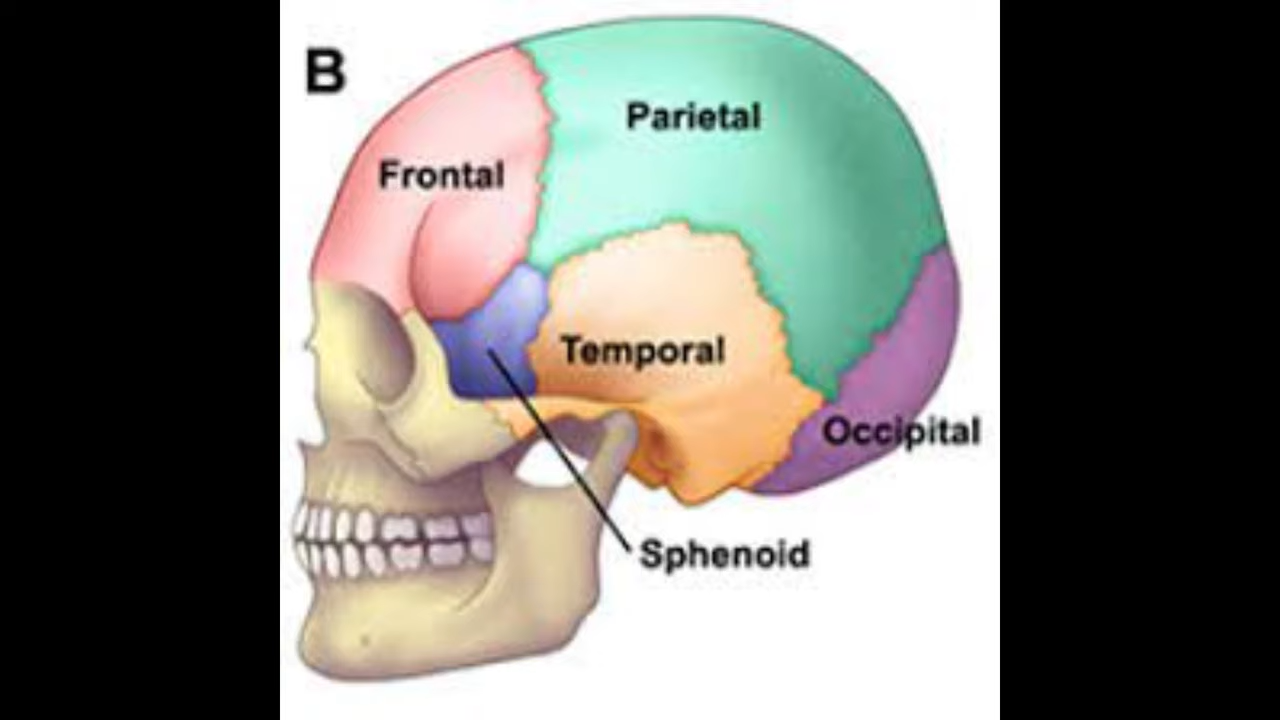 B
Parietal
Frontal
Temporal
Occipital
Sphenoid